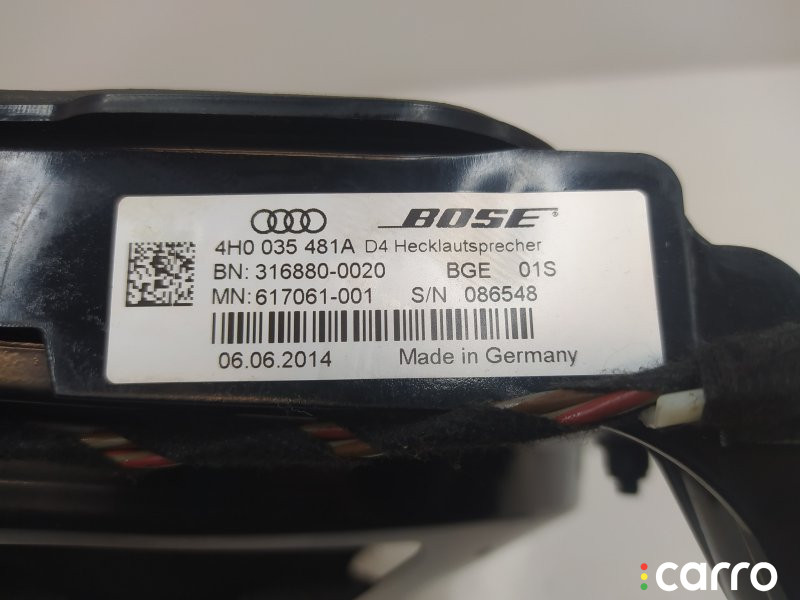 BOSE®
4H0 035 481A D4 Hecklautsprecher
BN: 316880-0020 BGE 01S
MN: 617061-001 S/N 086548
06.06.2014 Made in Germany
carro